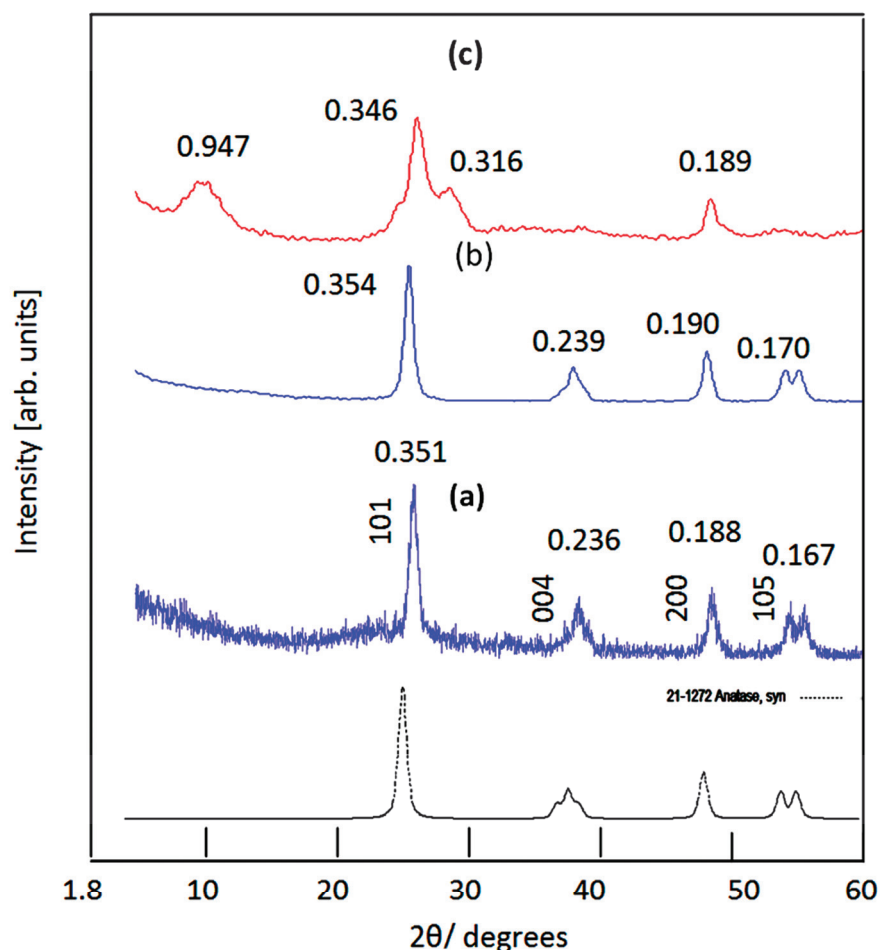 (c)
0.346
0.947
0.316
0.189
(b)
0.354
0.239
0.190
0.170
0.351
(a)
101
0.236
0.188
0.167
004
200
105
21-1272 Anatase, syn
Intensity [arb. units]
1.8 10 20 30 40 50 60
2θ/ degrees